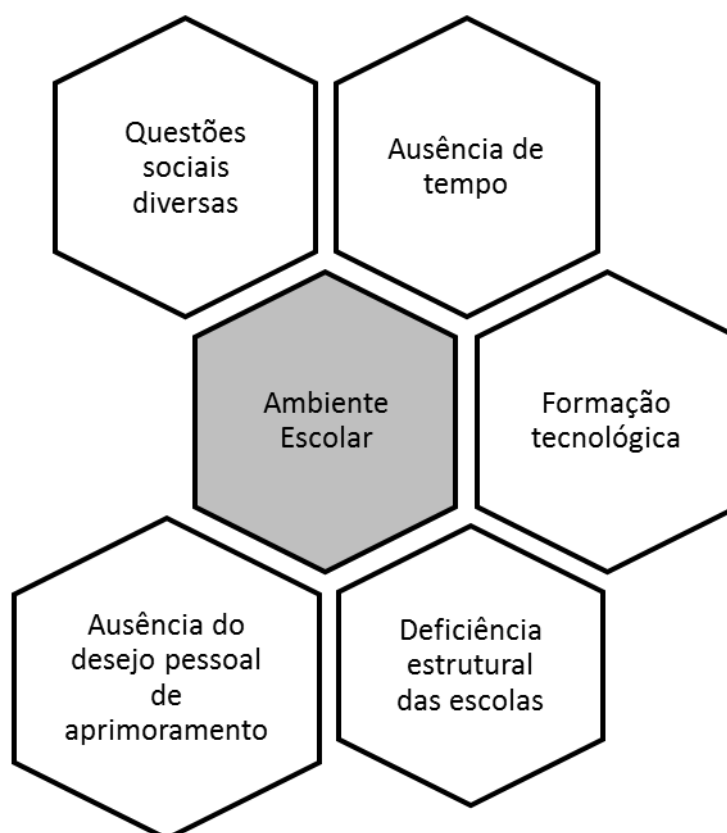 Questões
sociais
diversas
Ausência de
tempo
Ambiente
Escolar
Formação
tecnológica
Ausência do
desejo pessoal
de
aprimoramento
Deficiência
estrutural
das escolas